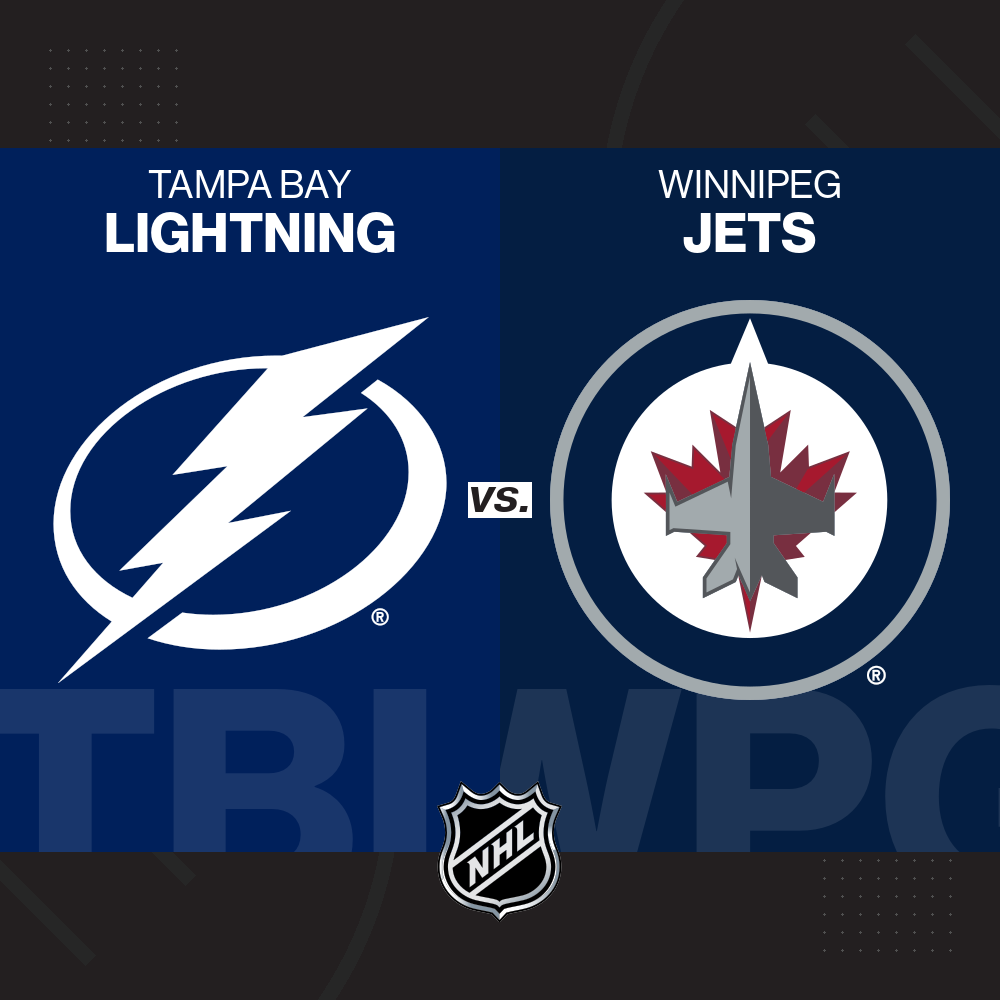 TAMPA BAY
LIGHTNING
WINNIPEG
JETS
vs.
®
®
TBL
WPG
NHL